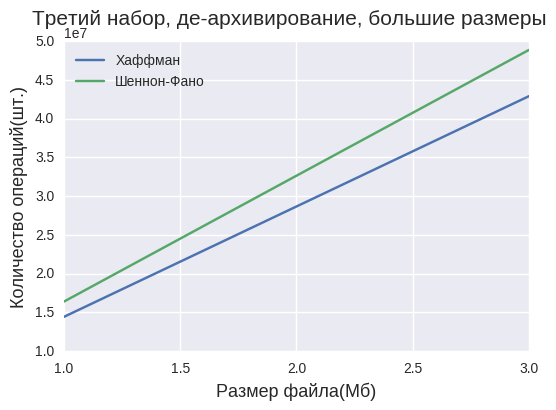 Третий набор, де-архивирование, большие размеры
1e7
5.0
4.5
4.0
3.5
3.0
2.5
2.0
1.5
1.0
Количество операций(шт.)
Хаффман
Шеннон-Фано
1.0 1.5 2.0 2.5 3.0
Размер файла(Мб)